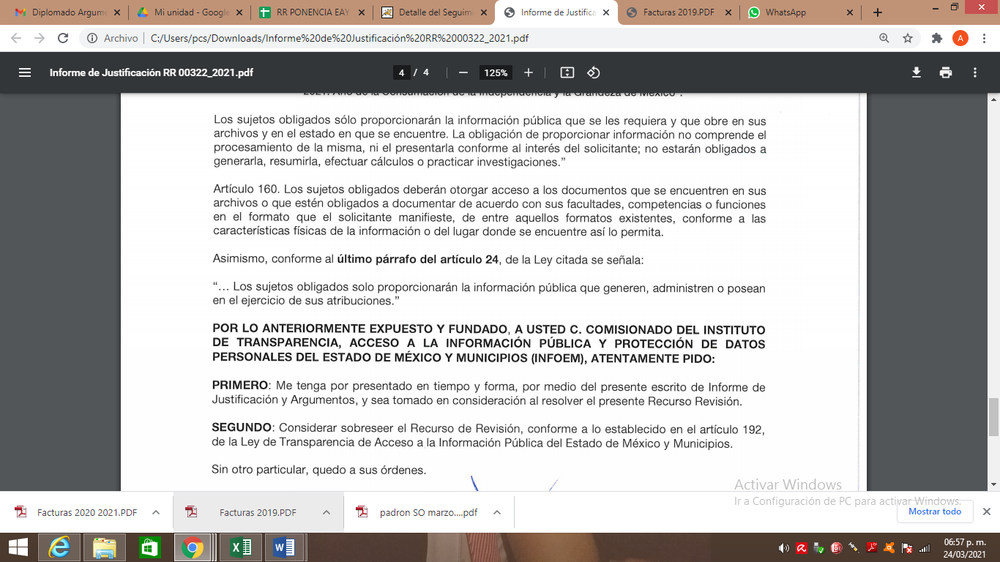 Diplomado Argume
Mi unidad - Google
RR PONENCIA EAY
Detalle del Seguim
Informe de Justifica
Facturas 2019.PDF
WhatsApp
Archivo
C:/Users/pcs/Downloads/Informe%20de%20Justificación%20RR%2000322_2021.pdf
A
Informe de Justificación RR 00322_2021.pdf
4 / 4
125%
2021. Año de la Consumación de la Independencia y la Grandeza de México".
Los sujetos obligados sólo proporcionarán la información pública que se les requiera y que obre en sus
archivos y en el estado en que se encuentre. La obligación de proporcionar información no comprende el
procesamiento de la misma, ni el presentarla conforme al interés del solicitante; no estarán obligados a
generarla, resumirla, efectuar cálculos o practicar investigaciones.”
Artículo 160. Los sujetos obligados deberán otorgar acceso a los documentos que se encuentren en sus
archivos o que estén obligados a documentar de acuerdo con sus facultades, competencias o funciones
en el formato que el solicitante manifieste, de entre aquellos formatos existentes, conforme a las
características físicas de la información o del lugar donde se encuentre así lo permita.
Asimismo, conforme al último párrafo del artículo 24, de la Ley citada se señala:
“… Los sujetos obligados solo proporcionarán la información pública que generen, administren o posean
en el ejercicio de sus atribuciones.”
POR LO ANTERIORMENTE EXPUESTO Y FUNDADO, A USTED C. COMISIONADO DEL INSTITUTO
DE TRANSPARENCIA, ACCESO A LA INFORMACIÓN PÚBLICA Y PROTECCIÓN DE DATOS
PERSONALES DEL ESTADO DE MÉXICO Y MUNICIPIOS (INFOEM), ATENTAMENTE PIDO:
PRIMERO: Me tenga por presentado en tiempo y forma, por medio del presente escrito de Informe de
Justificación y Argumentos, y sea tomado en consideración al resolver el presente Recurso Revisión.
SEGUNDO: Considerar sobreseer el Recurso de Revisión, conforme a lo establecido en el artículo 192,
de la Ley de Transparencia de Acceso a la Información Pública del Estado de México y Municipios.
Sin otro particular, quedo a sus órdenes.
Activar Windows
Ir a Configuración de PC para activar Windows.
Facturas 2020 2021.PDF
Facturas 2019.PDF
padron SO marzo....pdf
Mostrar todo
06:57 p. m.
24/03/2021